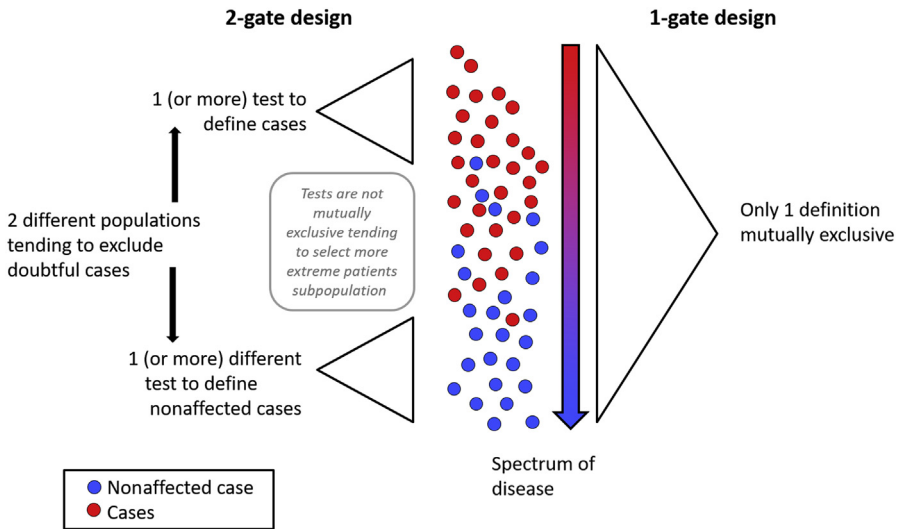 2-gate design
1-gate design
1 (or more) test to
define cases
2 different populations
tending to exclude
doubtful cases
Tests are not
mutually
exclusive tending
to select more
extreme patients
subpopulation
1 (or more) different
test to define
nonaffected cases
Only 1 definition
mutually exclusive
Spectrum of
disease
Nonaffected case
Cases